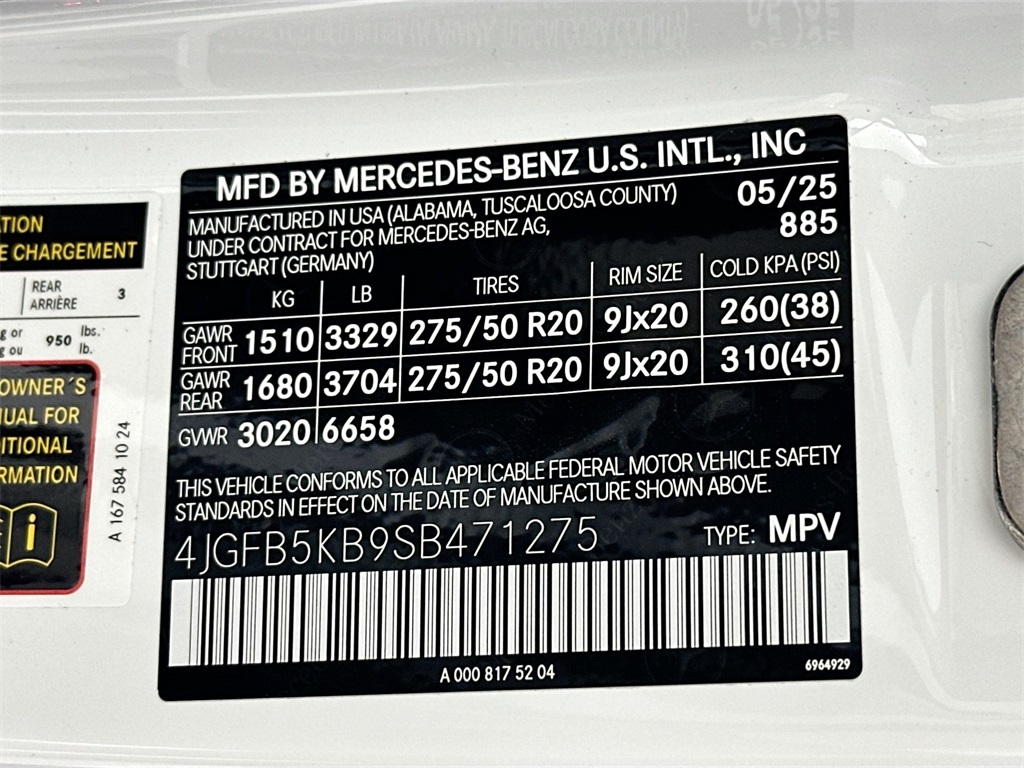 MFD BY MERCEDES-BENZ U.S. INTL., INC
MANUFACTURED IN USA (ALABAMA, TUSCALOOSA COUNTY) 05/25
UNDER CONTRACT FOR MERCEDES-BENZ AG, 885
STUTTGART (GERMANY)
KG LB TIRES RIM SIZE COLD KPA (PSI)
GAWR FRONT 1510 3329 275/50 R20 9Jx20 260(38)
GAWR REAR 1680 3704 275/50 R20 9Jx20 310(45)
GVWR 3020 6658
THIS VEHICLE CONFORMS TO ALL APPLICABLE FEDERAL MOTOR VEHICLE SAFETY
STANDARDS IN EFFECT ON THE DATE OF MANUFACTURE SHOWN ABOVE.
4JGFB5KB9SB471275 TYPE: MPV
A 000 817 52 04 6964929
ATION
E CHARGEMENT
REAR
ARRIÈRE 3
g or 950 lbs.
g ou lb.
OWNER´S
UAL FOR
DITIONAL
RMATION
i
A 167 584 10 24